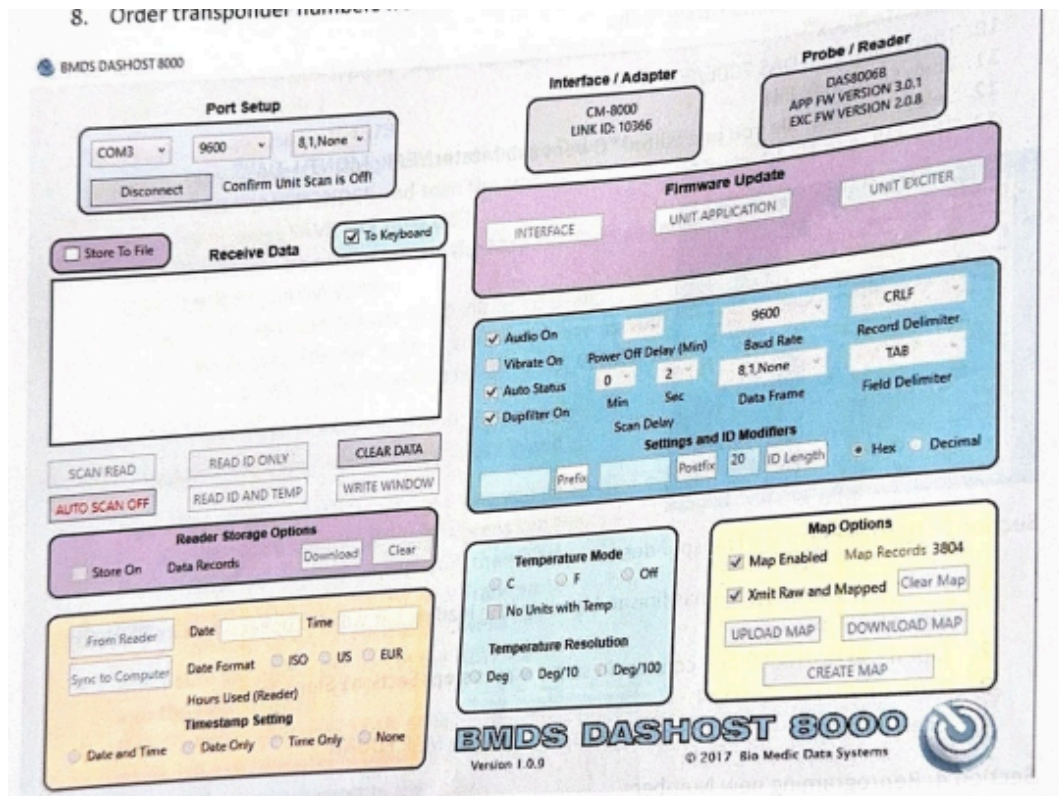 8. Order transponder numbers
BMDS DASHOST 8000
Port Setup
COM3 9600 8,1,None
Disconnect Confirm Unit Scan is Off!
Interface / Adapter
CM-8000
LINK ID: 10366
Probe / Reader
DAS8006B
APP FW VERSION 3.0.1
EXC FW VERSION 2.0.8
Firmware Update
INTERFACE UNIT APPLICATION UNIT EXCITER
Store To File Receive Data To Keyboard
SCAN READ READ ID ONLY CLEAR DATA
AUTO SCAN OFF READ ID AND TEMP WRITE WINDOW
Audio On 9600 CRLF
Vibrate On Power Off Delay (Min) Baud Rate Record Delimiter
Auto Status 0 2 8,1,None TAB
Dupfilter On Min Sec Data Frame Field Delimiter
Scan Delay
Settings and ID Modifiers
Prefix Postfix 20 ID Length Hex Decimal
Reader Storage Options
Store On Data Records Download Clear
From Reader Date Time
Sync to Computer Date Format ISO US EUR
Hours Used (Reader)
Timestamp Setting
Date and Time Date Only Time Only None
Temperature Mode
C F Off
No Units with Temp
Temperature Resolution
Deg Deg/10 Deg/100
Map Options
Map Enabled Map Records 3804
Xmit Raw and Mapped Clear Map
UPLOAD MAP DOWNLOAD MAP
CREATE MAP
BMDS DASHOST 8000
Version 1.0.0 © 2017 Bio Medic Data Systems